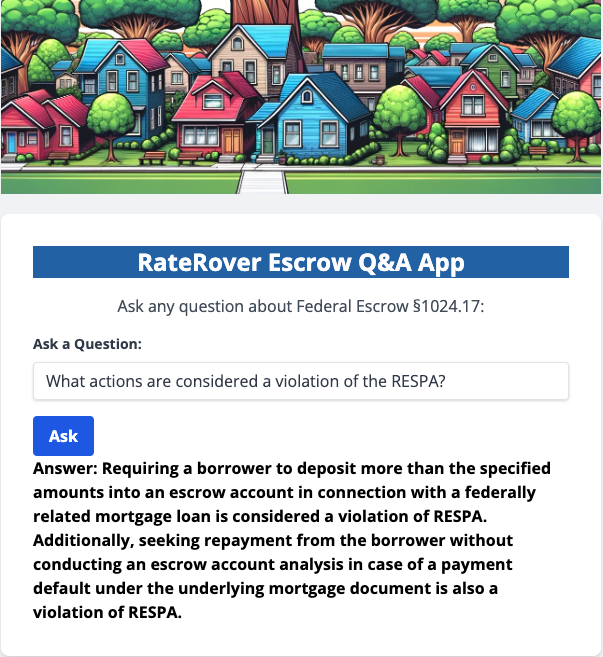 RateRover Escrow Q&A App
Ask any question about Federal Escrow §1024.17:
Ask a Question:
What actions are considered a violation of the RESPA?
Ask
Answer: Requiring a borrower to deposit more than the specified
amounts into an escrow account in connection with a federally
related mortgage loan is considered a violation of RESPA.
Additionally, seeking repayment from the borrower without
conducting an escrow account analysis in case of a payment
default under the underlying mortgage document is also a
violation of RESPA.